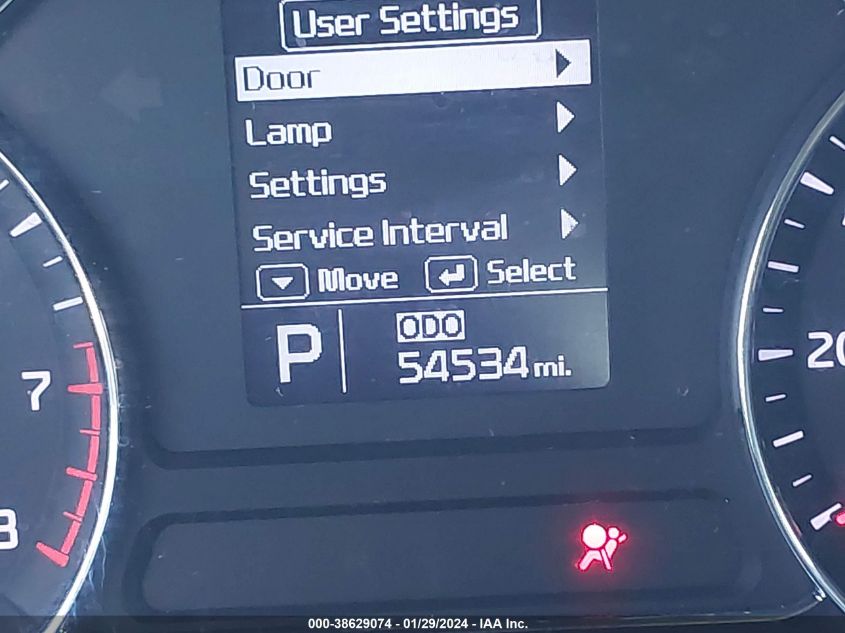 User Settings
Door
Lamp
Settings
Service Interval
Move Select
P ODO
54534 mi.
7
8
20
000-38629074 - 01/29/2024 - IAA Inc.